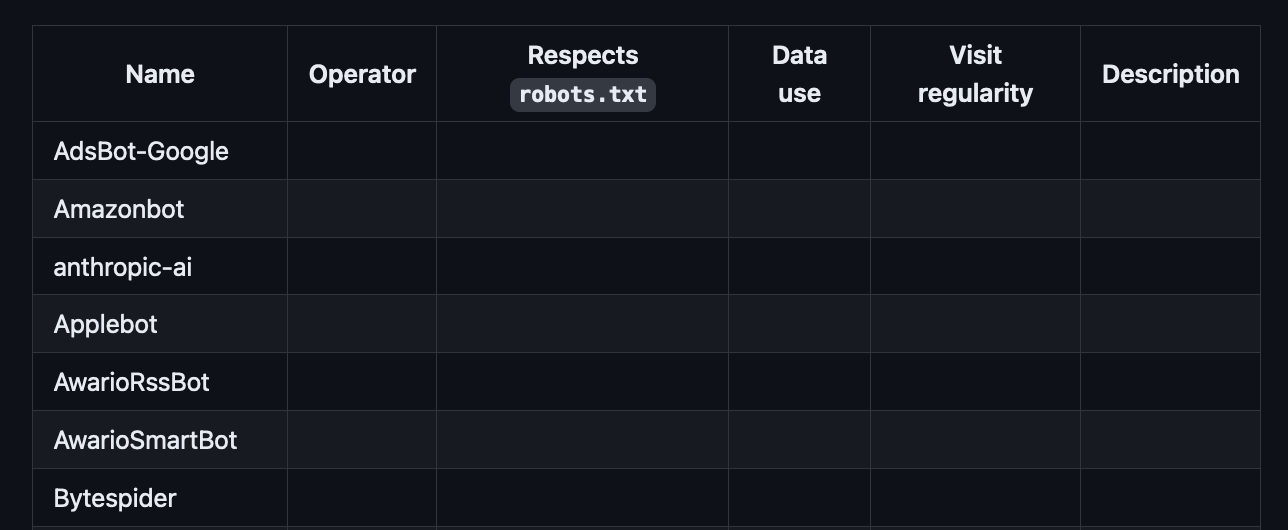 Name Operator Respects robots.txt Data use Visit regularity Description
AdsBot-Google
Amazonbot
anthropic-ai
Applebot
AwarioRssBot
AwarioSmartBot
Bytespider